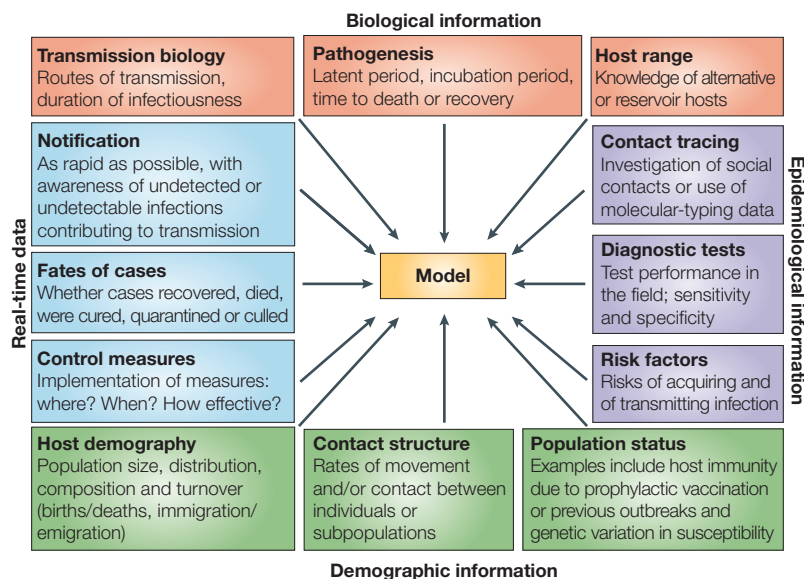 Biological information
Transmission biology
Routes of transmission,
duration of infectiousness
Pathogenesis
Latent period, incubation period,
time to death or recovery
Host range
Knowledge of alternative
or reservoir hosts
Real-time data
Notification
As rapid as possible, with
awareness of undetected or
undetectable infections
contributing to transmission
Fates of cases
Whether cases recovered, died,
were cured, quarantined or culled
Control measures
Implementation of measures:
where? When? How effective?
Model
Contact tracing
Investigation of social
contacts or use of
molecular-typing data
Diagnostic tests
Test performance in
the field; sensitivity
and specificity
Risk factors
Risks of acquiring and
of transmitting infection
Epidemiological information
Host demography
Population size, distribution,
composition and turnover
(births/deaths, immigration/
emigration)
Contact structure
Rates of movement
and/or contact between
individuals or
subpopulations
Population status
Examples include host immunity
due to prophylactic vaccination
or previous outbreaks and
genetic variation in susceptibility
Demographic information